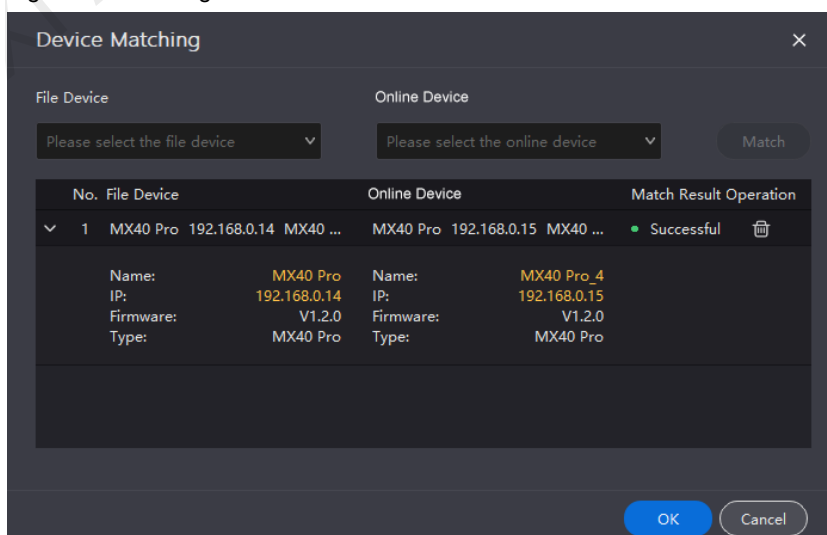 Device Matching
File Device Online Device
Please select the file device Please select the online device Match
No. File Device Online Device Match Result Operation
1 MX40 Pro 192.168.0.14 MX40 ... MX40 Pro 192.168.0.15 MX40 ... Successful
Name: MX40 Pro Name: MX40 Pro_4
IP: 192.168.0.14 IP: 192.168.0.15
Firmware: V1.2.0 Firmware: V1.2.0
Type: MX40 Pro Type: MX40 Pro
OK Cancel